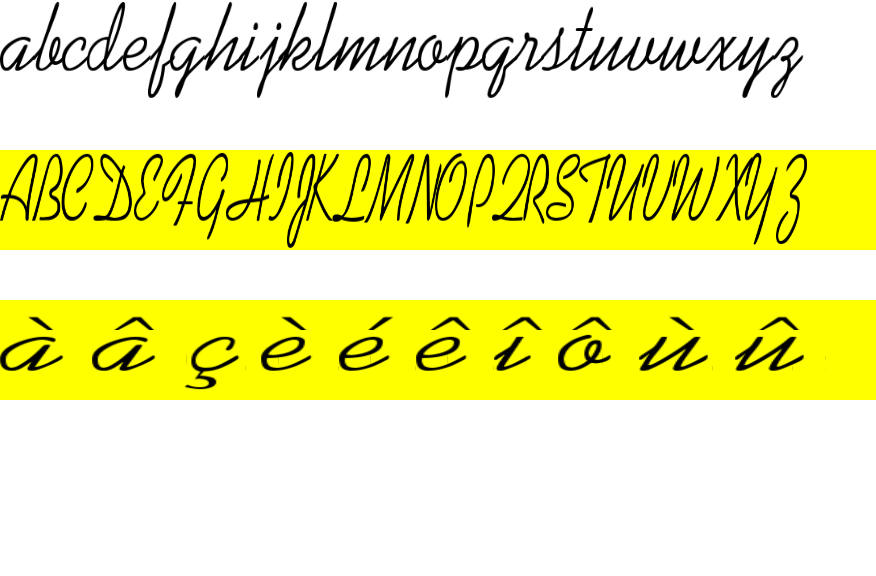 abcdefghijklmnopqrstuvwxyz
ABCDEFGHIJKLMNOPQRSTUVWXYZ
à â ç è é ê î ô ù û